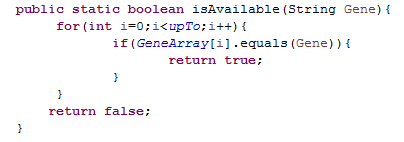 public static boolean isAvailable(String Gene){
for(int i=0;i<upTo;i++){
if(GeneArray[i].equals(Gene)){
return true;
}
}
return false;
}